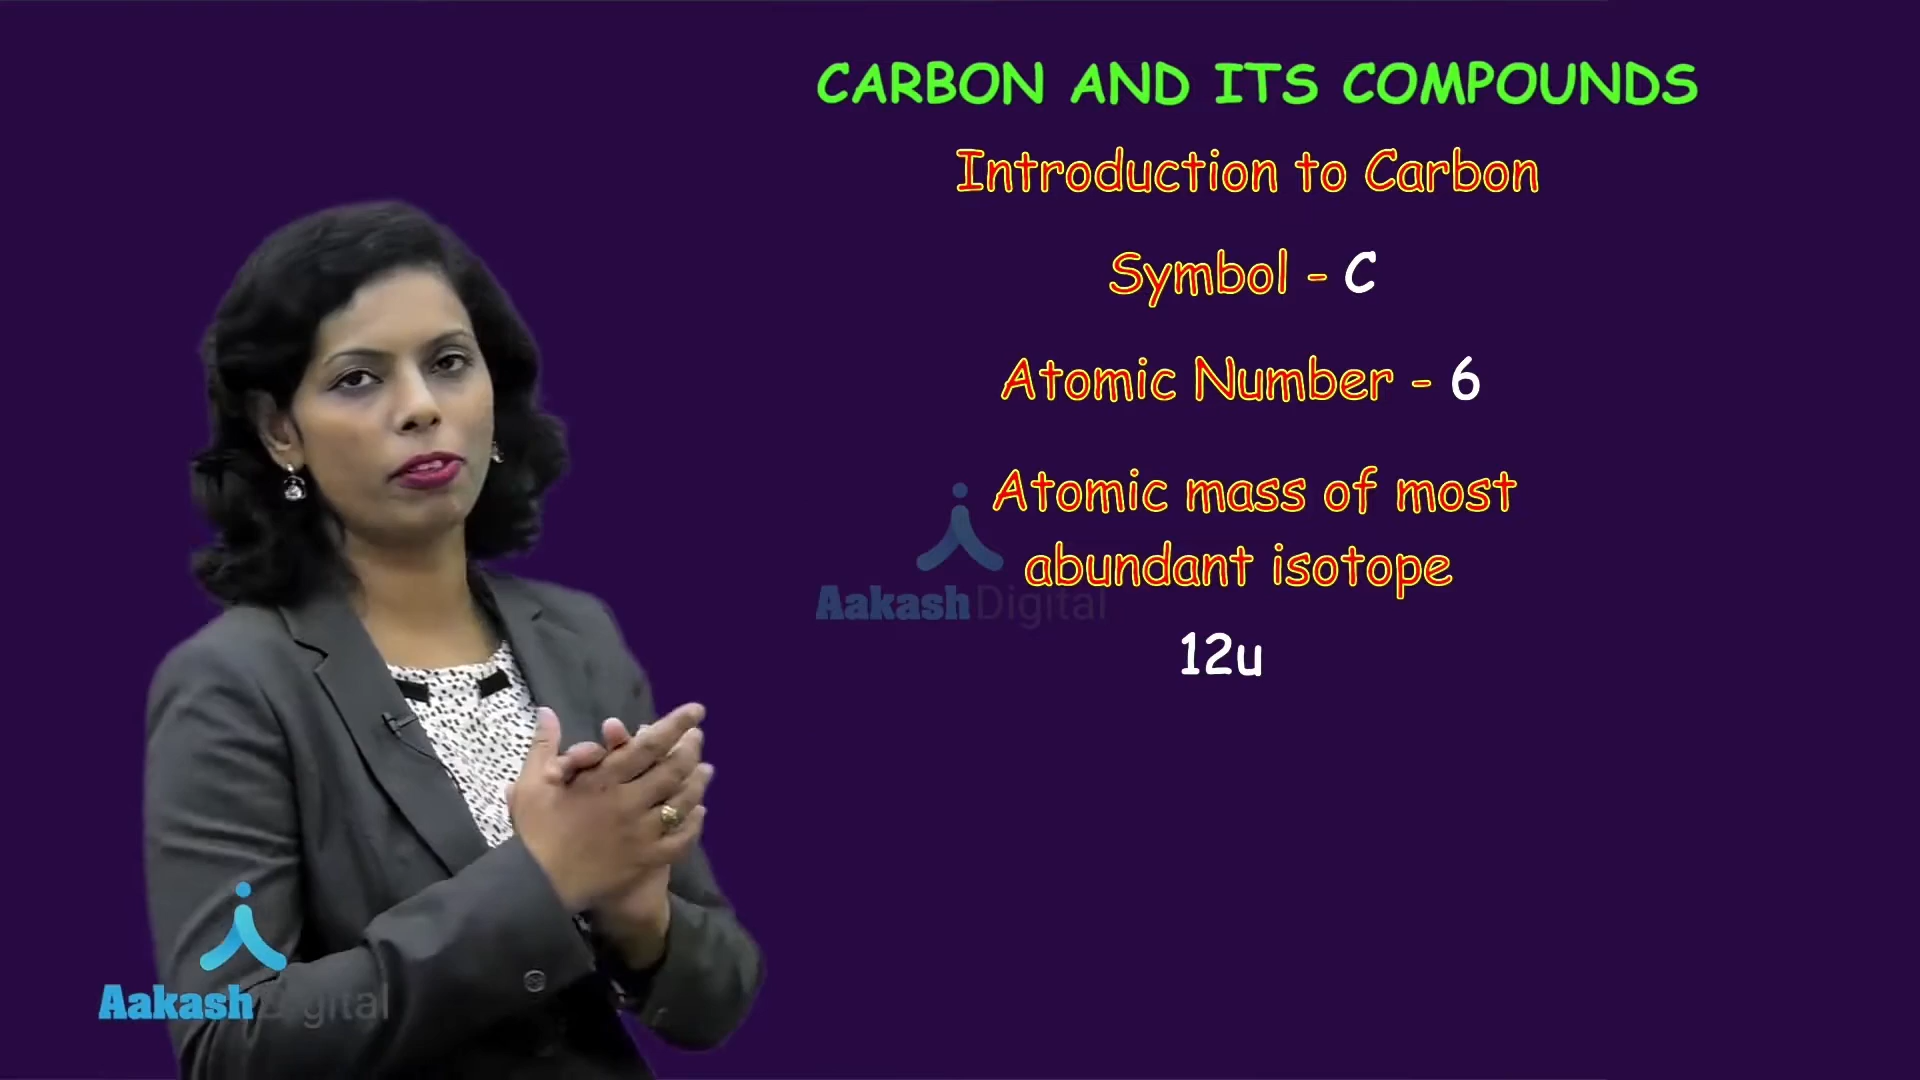 CARBON AND ITS COMPOUNDS
Introduction to Carbon
Symbol - C
Atomic Number - 6
Atomic mass of most
abundant isotope
Aakash Digital
12u
Aakash Digital